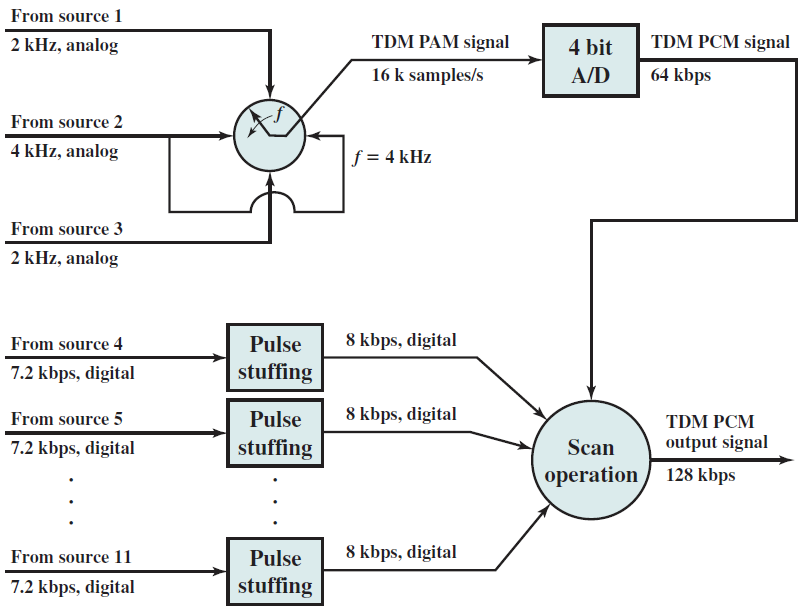 From source 1
2 kHz, analog
TDM PAM signal
16 k samples/s
4 bit
A/D
TDM PCM signal
64 kbps
From source 2
4 kHz, analog
f
f = 4 kHz
From source 3
2 kHz, analog
From source 4
7.2 kbps, digital
Pulse
stuffing
8 kbps, digital
From source 5
7.2 kbps, digital
Pulse
stuffing
8 kbps, digital
Scan
operation
TDM PCM
output signal
128 kbps
From source 11
7.2 kbps, digital
Pulse
stuffing
8 kbps, digital